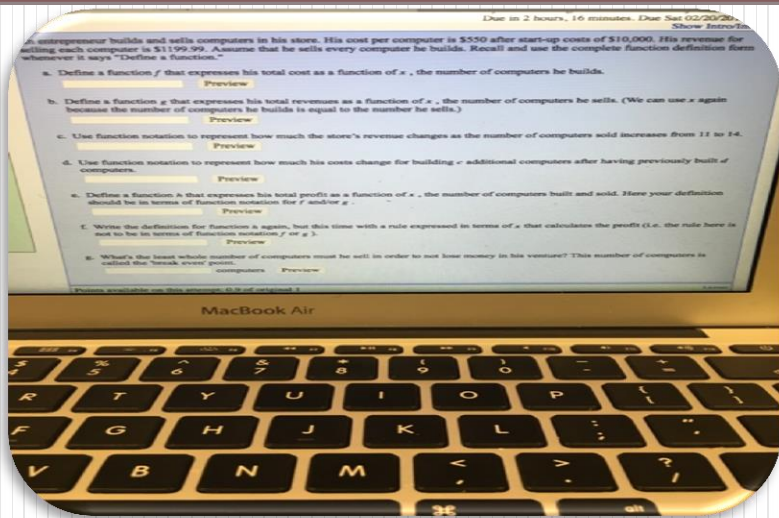 Due in 2 hours, 16 minutes. Due Sat 02/20/20
Show Intro/In
n entrepreneur builds and sells computers in his store. His cost per computer is $550 after start-up costs of $10,000. His revenue for
selling each computer is $1199.99. Assume that he sells every computer he builds. Recall and use the complete function definition form
whenever it says "Define a function."
a. Define a function f that expresses his total cost as a function of x , the number of computers he builds.
Preview
b. Define a function g that expresses his total revenues as a function of x , the number of computers he sells. (We can use x again
because the number of computers he builds is equal to the number he sells.)
Preview
c. Use function notation to represent how much the store's revenue changes as the number of computers sold increases from 11 to 14.
Preview
d. Use function notation to represent how much his costs change for building c additional computers after having previously built d
computers.
Preview
e. Define a function h that expresses his total profit as a function of x , the number of computers built and sold. Here your definition
should be in terms of function notation for f and/or g .
Preview
f. Write the definition for function h again, but this time with a rule expressed in terms of x that calculates the profit (i.e. the rule here is
not to be in terms of function notation f or g ).
Preview
g. What's the least whole number of computers must he sell in order to not lose money in his venture? This number of computers is
called the 'break even' point.
computers Preview
Points available on this attempt: 0.9 of original 1
MacBook Air
% 5 ^ 6 & 7 * 8 ( 9 ) 0 - + =
R T Y U I O P { [ } ]
F G H J K L : ; " '
V B N M < , > . ? /
⌘ alt